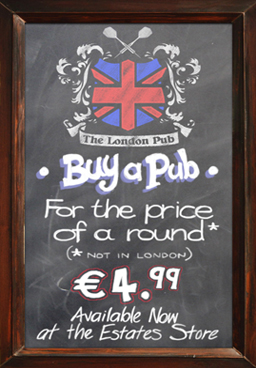 The London Pub
• Buy a Pub •
For the price
of a round*
(* NOT IN LONDON)
€4.99
Available Now
at the Estates Store